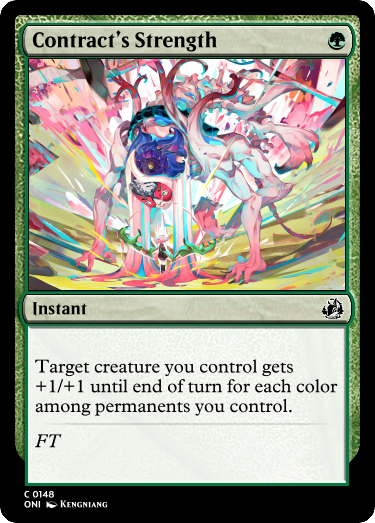 Contract's Strength
Instant
Target creature you control gets
+1/+1 until end of turn for each color
among permanents you control.
FT
C 0148
ONI Kengniang